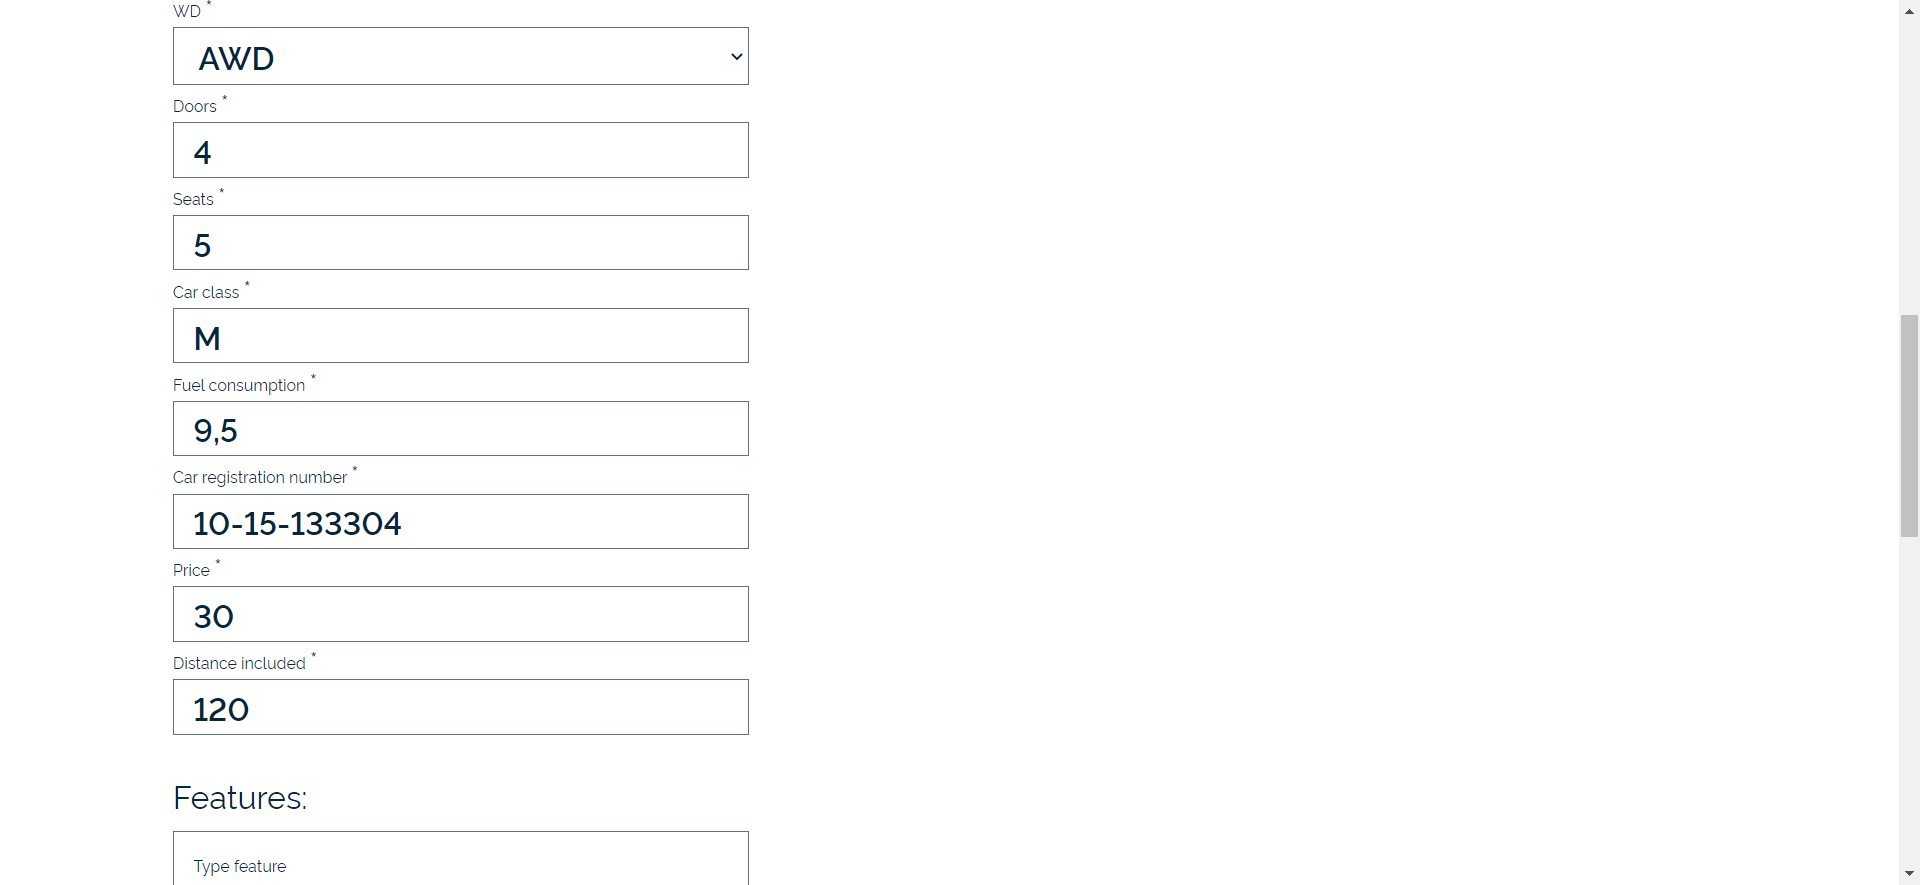 WD *
AWD
Doors *
4
Seats *
5
Car class *
M
Fuel consumption *
9,5
Car registration number *
10-15-133304
Price *
30
Distance included *
120
Features:
Type feature